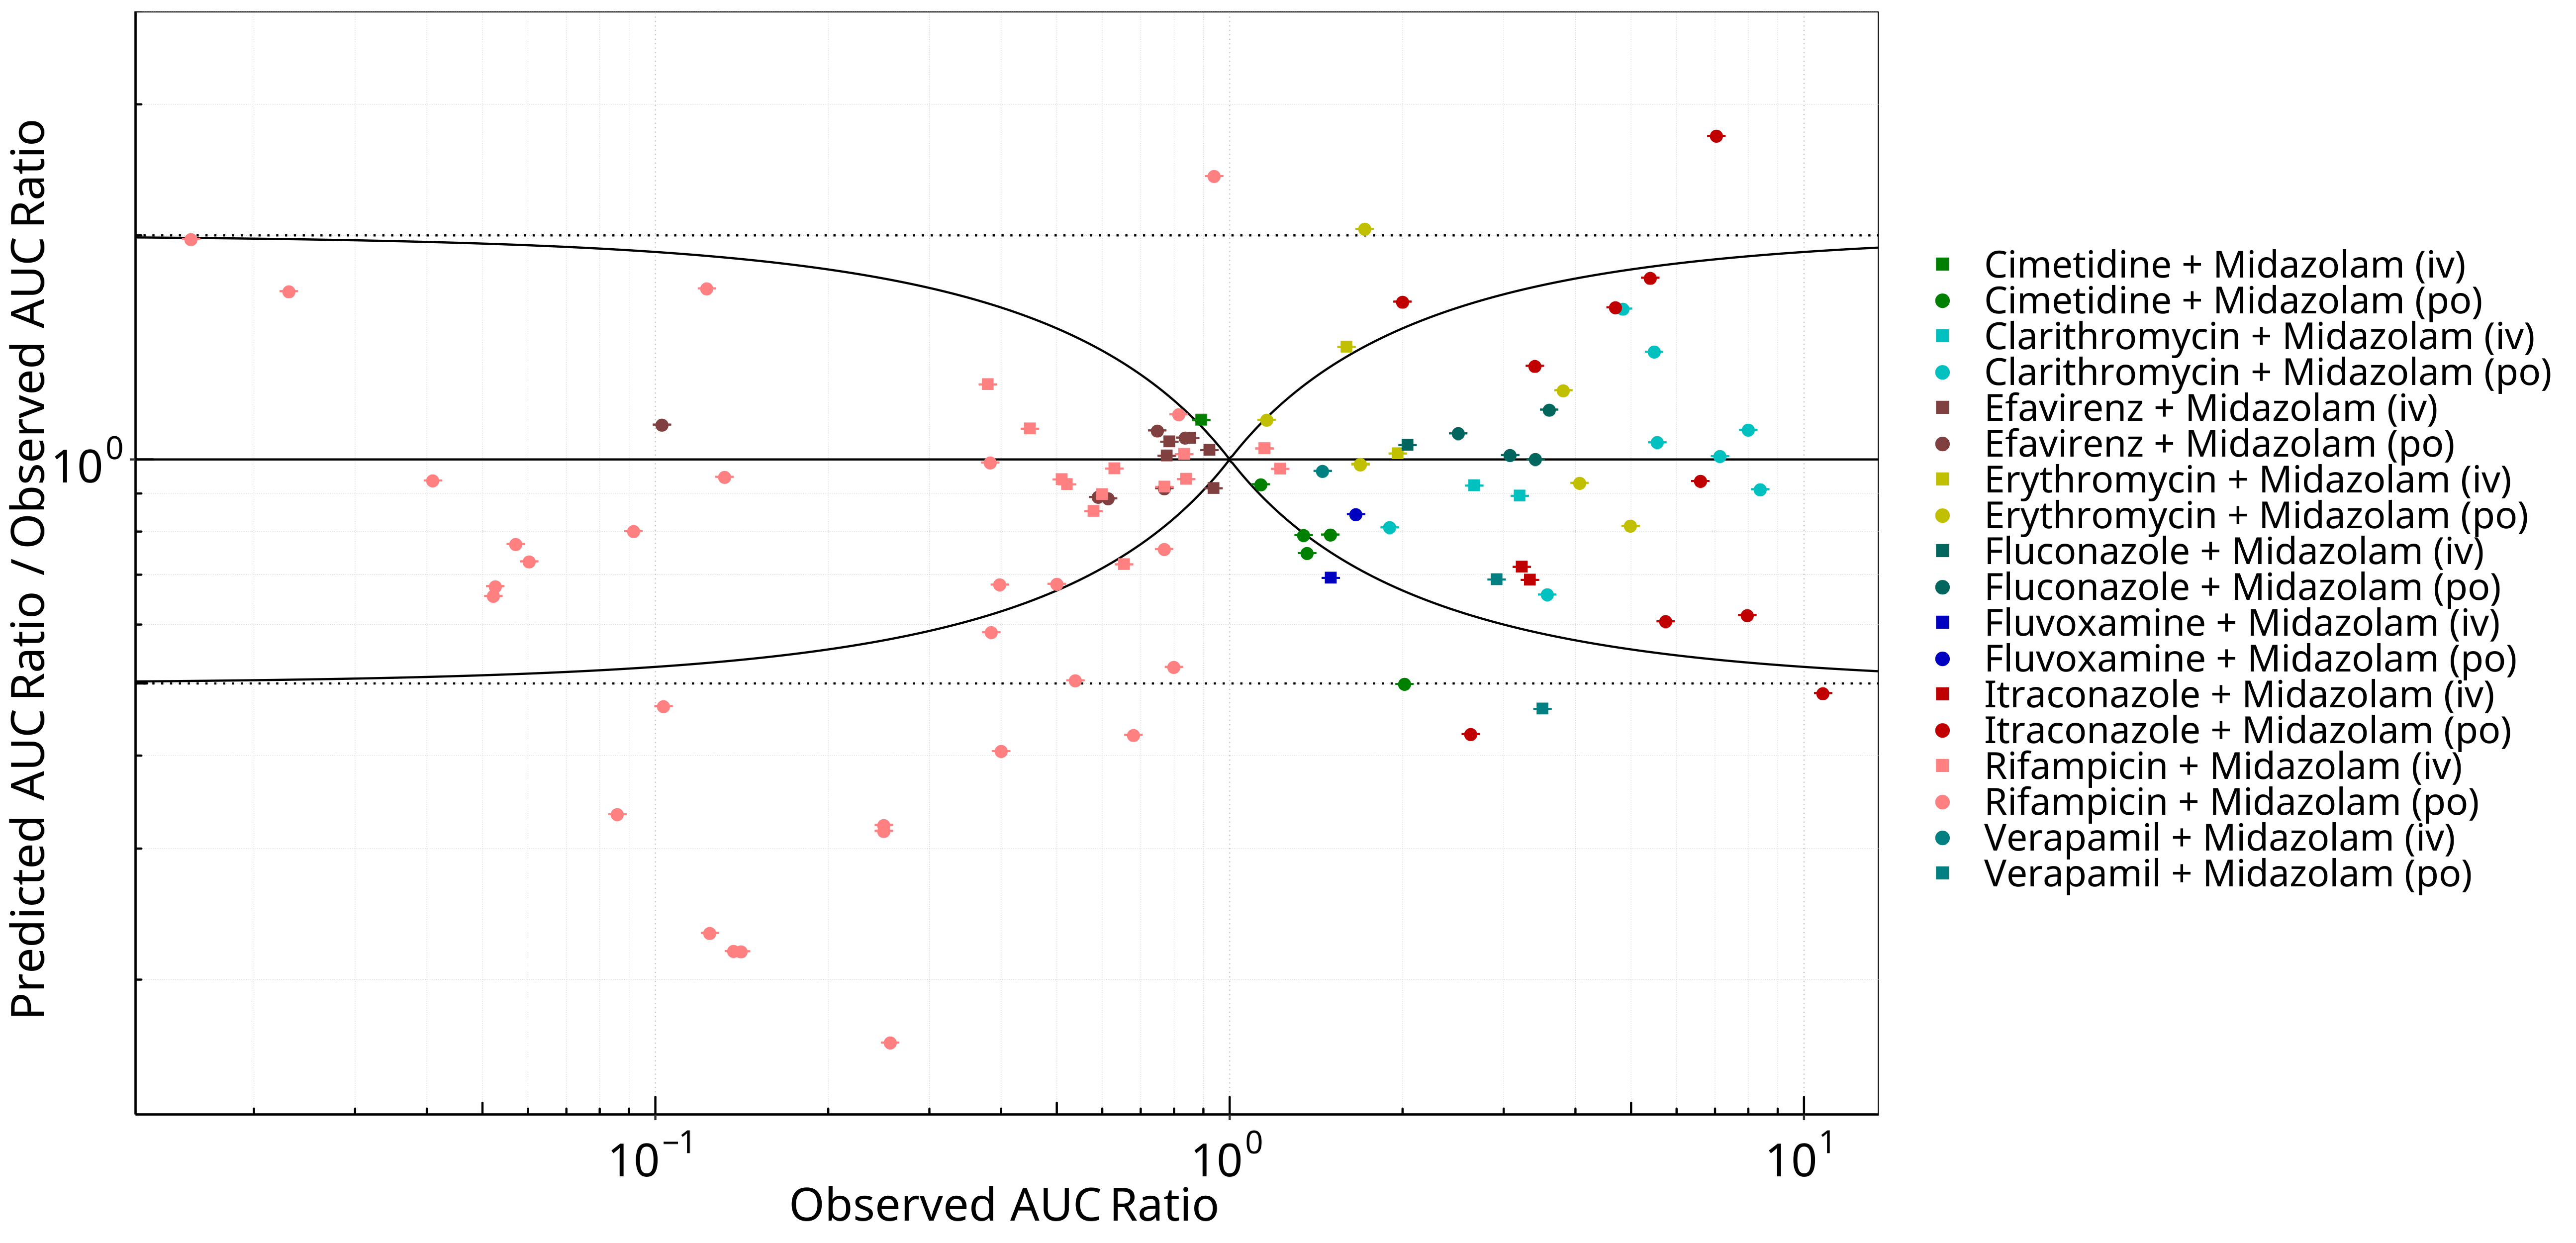 Predictted AUC Ratio / Observed AUC Ratio
10⁰
10⁻¹
10⁰
10¹
Observed AUC Ratio
Cimetidine + Midazolam (iv)
Cimetidine + Midazolam (po)
Clarithromycin + Midazolam (iv)
Clarithromycin + Midazolam (po)
Efavirenz + Midazolam (iv)
Efavirenz + Midazolam (po)
Erythromycin + Midazolam (iv)
Erythromycin + Midazolam (po)
Fluconazole + Midazolam (iv)
Fluconazole + Midazolam (po)
Fluvoxamine + Midazolam (iv)
Fluvoxamine + Midazolam (po)
Itraconazole + Midazolam (iv)
Itraconazole + Midazolam (po)
Rifampicin + Midazolam (iv)
Rifampicin + Midazolam (po)
Verapamil + Midazolam (iv)
Verapamil + Midazolam (po)